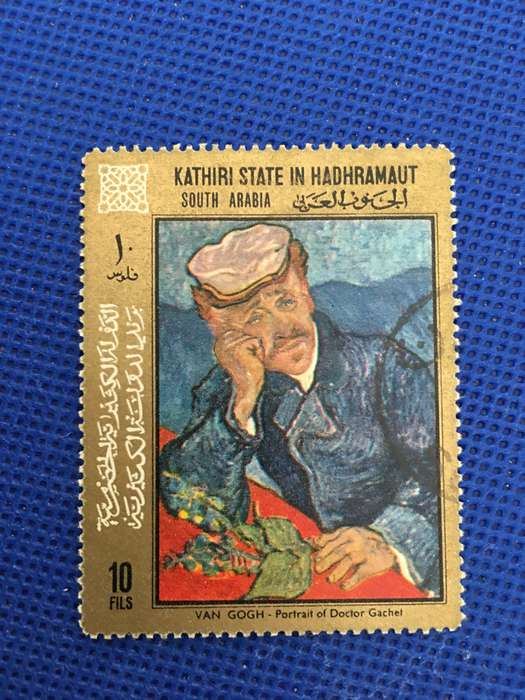 KATHIRI STATE IN HADHRAMAUT
SOUTH ARABIA الجنوب العربي
١٠
فلوس
10
FILS
VAN GOGH - Portrait of Doctor Gachet